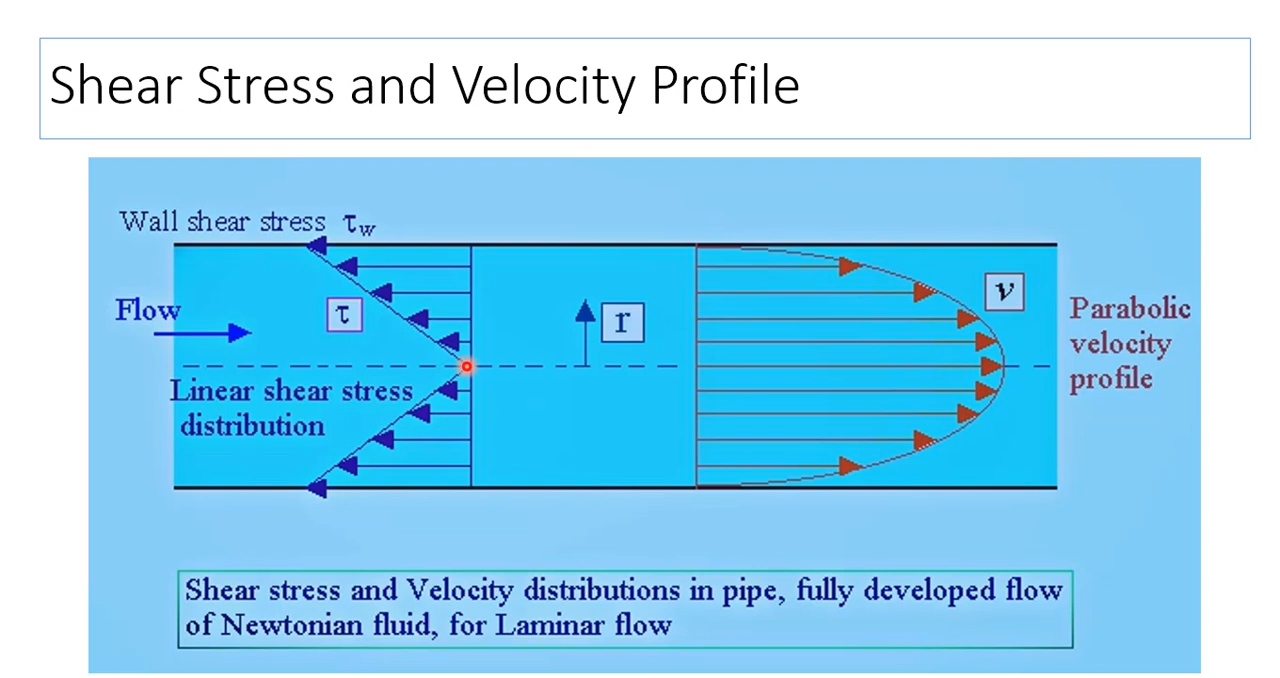 Shear Stress and Velocity Profile
Wall shear stress τw
Flow
τ
r
v
Linear shear stress
distribution
Parabolic
velocity
profile
Shear stress and Velocity distributions in pipe, fully developed flow
of Newtonian fluid, for Laminar flow